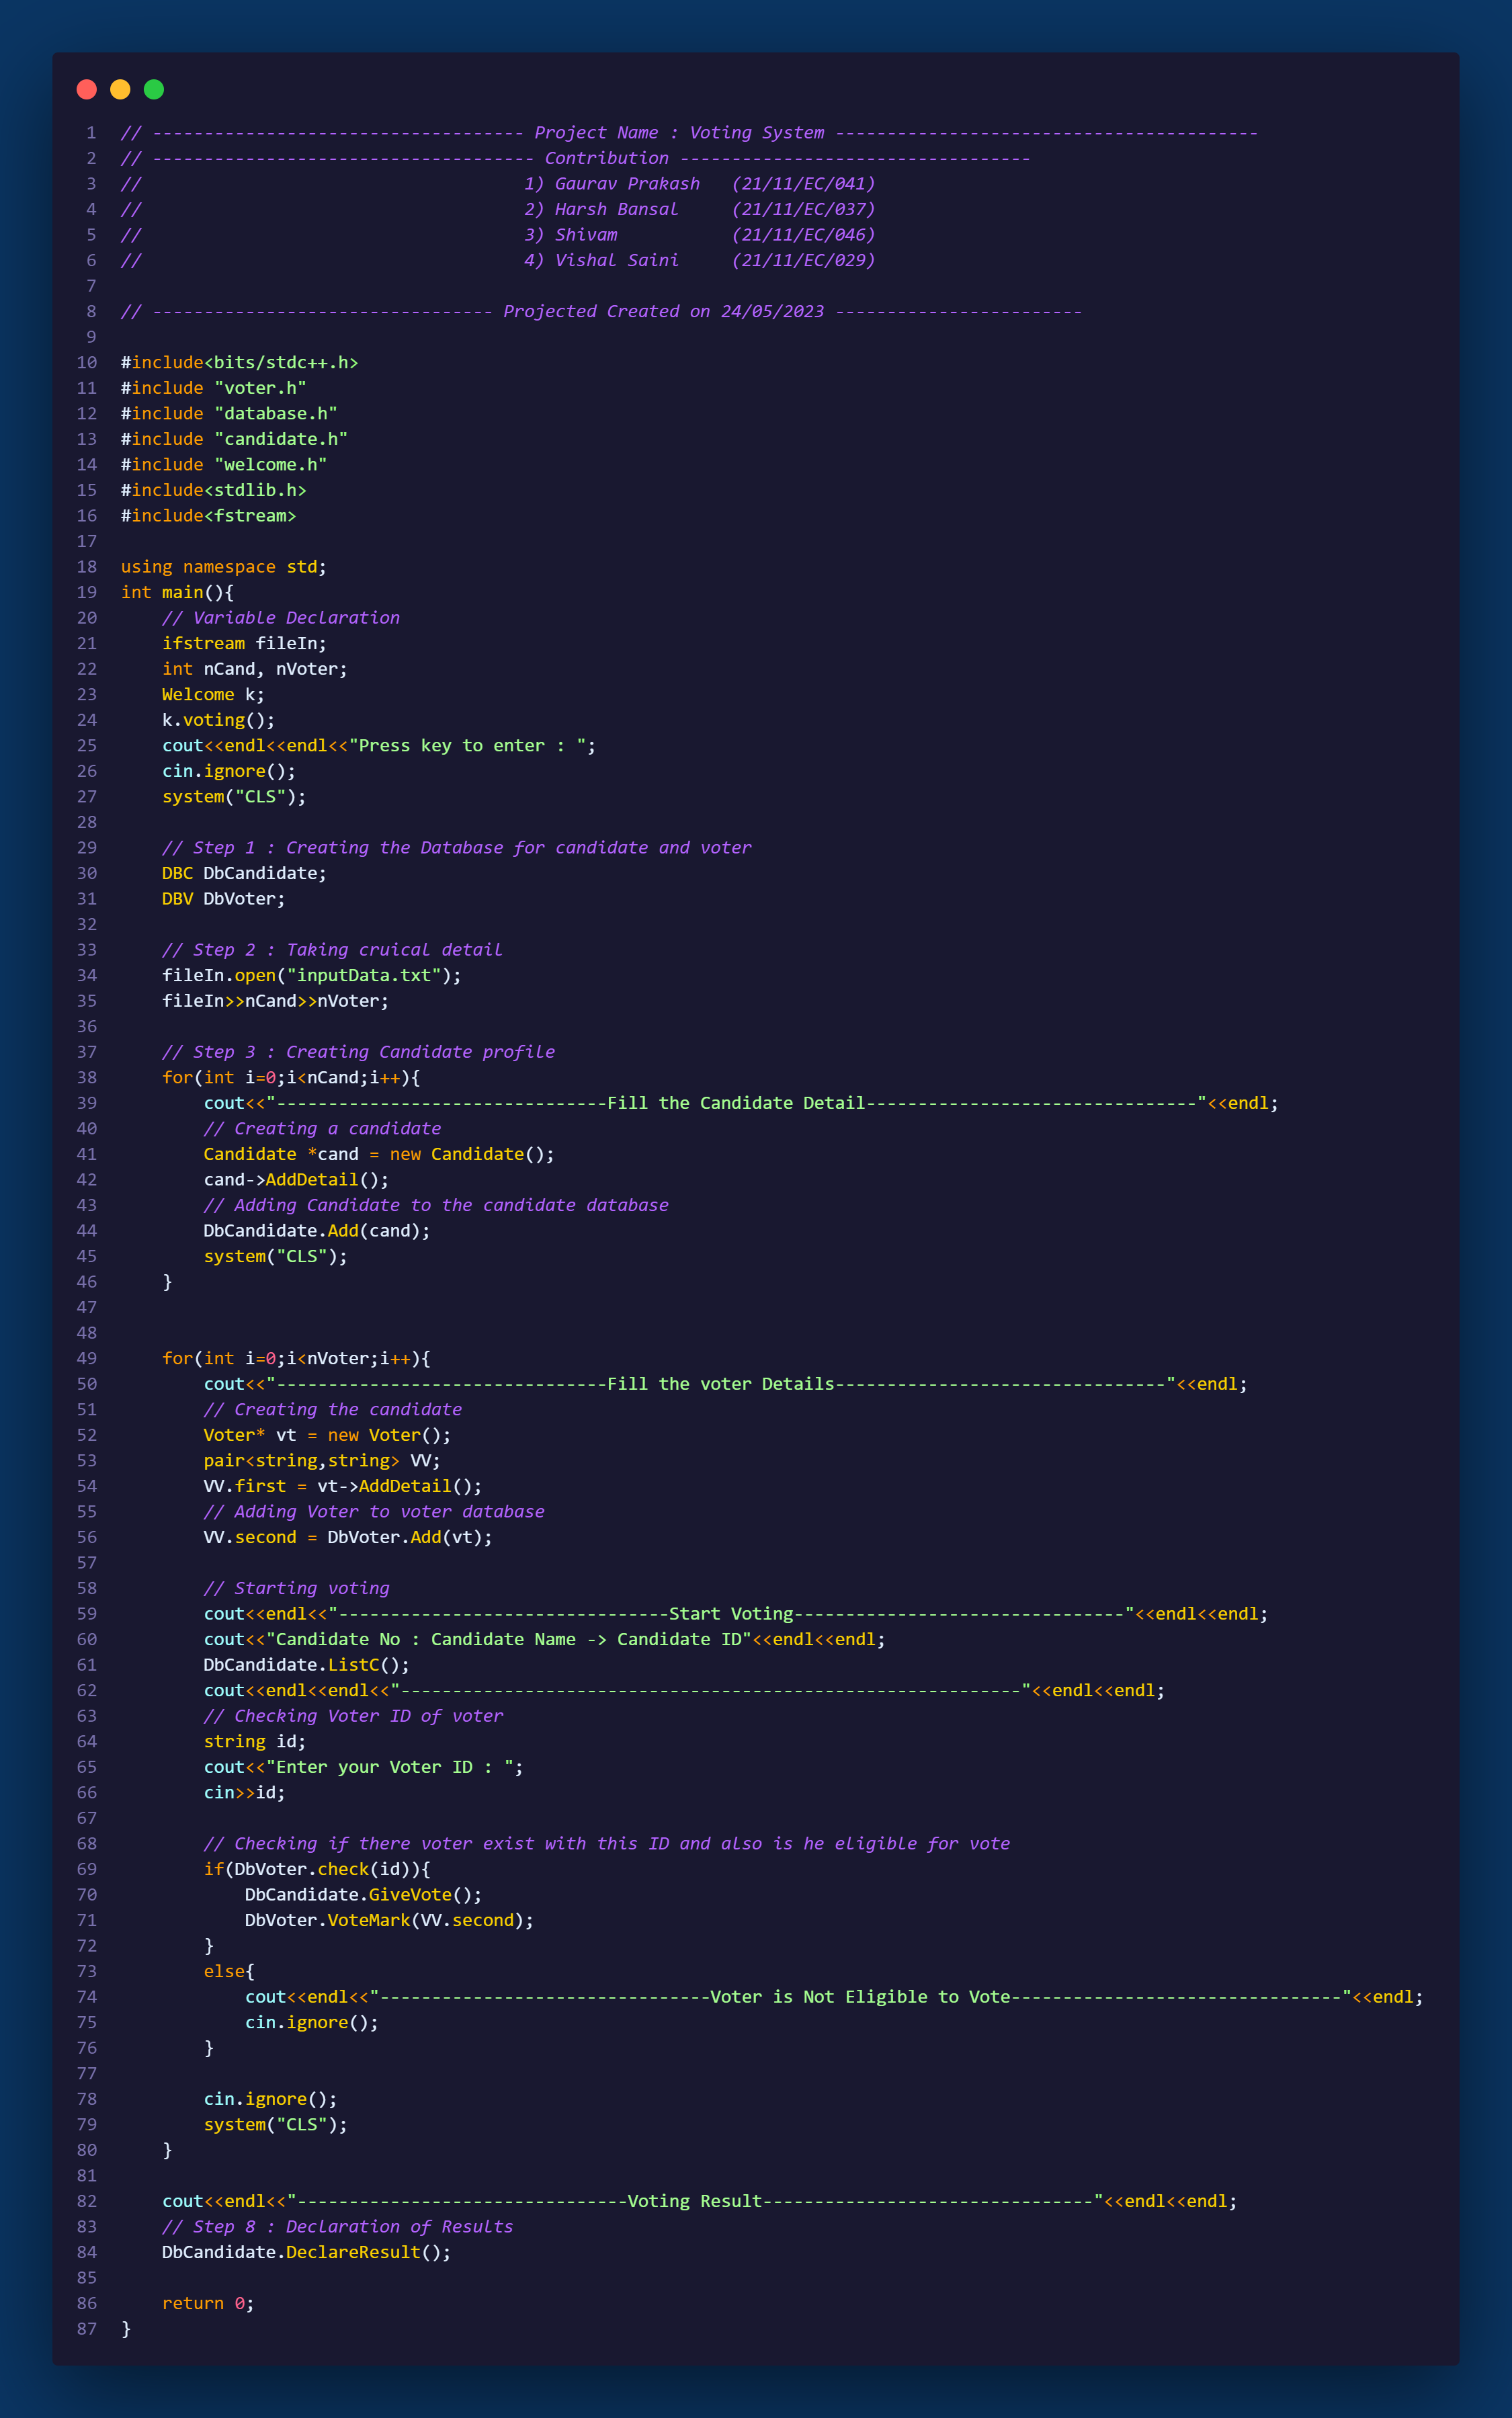 1 // ------------------------------------ Project Name : Voting System -----------------------------------------
2 // ------------------------------------- Contribution ----------------------------------
3 //                                     1) Gaurav Prakash   (21/11/EC/041)
4 //                                     2) Harsh Bansal     (21/11/EC/037)
5 //                                     3) Shivam           (21/11/EC/046)
6 //                                     4) Vishal Saini     (21/11/EC/029)
7
8 // --------------------------------- Projected Created on 24/05/2023 ------------------------
9
10 #include<bits/stdc++.h>
11 #include "voter.h"
12 #include "database.h"
13 #include "candidate.h"
14 #include "welcome.h"
15 #include<stdlib.h>
16 #include<fstream>
17
18 using namespace std;
19 int main(){
20     // Variable Declaration
21     ifstream fileIn;
22     int nCand, nVoter;
23     Welcome k;
24     k.voting();
25     cout<<endl<<endl<<"Press key to enter : ";
26     cin.ignore();
27     system("CLS");
28
29     // Step 1 : Creating the Database for candidate and voter
30     DBC DbCandidate;
31     DBV DbVoter;
32
33     // Step 2 : Taking cruical detail
34     fileIn.open("inputData.txt");
35     fileIn>>nCand>>nVoter;
36
37     // Step 3 : Creating Candidate profile
38     for(int i=0;i<nCand;i++){
39         cout<<"--------------------------------Fill the Candidate Detail--------------------------------"<<endl;
40         // Creating a candidate
41         Candidate *cand = new Candidate();
42         cand->AddDetail();
43         // Adding Candidate to the candidate database
44         DbCandidate.Add(cand);
45         system("CLS");
46     }
47
48
49     for(int i=0;i<nVoter;i++){
50         cout<<"--------------------------------Fill the voter Details--------------------------------"<<endl;
51         // Creating the candidate
52         Voter* vt = new Voter();
53         pair<string,string> VV;
54         VV.first = vt->AddDetail();
55         // Adding Voter to voter database
56         VV.second = DbVoter.Add(vt);
57
58         // Starting voting
59         cout<<endl<<"--------------------------------Start Voting--------------------------------"<<endl<<endl;
60         cout<<"Candidate No : Candidate Name -> Candidate ID"<<endl<<endl;
61         DbCandidate.ListC();
62         cout<<endl<<endl<<"------------------------------------------------------------"<<endl<<endl;
63         // Checking Voter ID of voter
64         string id;
65         cout<<"Enter your Voter ID : ";
66         cin>>id;
67
68         // Checking if there voter exist with this ID and also is he eligible for vote
69         if(DbVoter.check(id)){
70             DbCandidate.GiveVote();
71             DbVoter.VoteMark(VV.second);
72         }
73         else{
74             cout<<endl<<"--------------------------------Voter is Not Eligible to Vote--------------------------------"<<endl;
75             cin.ignore();
76         }
77
78         cin.ignore();
79         system("CLS");
80     }
81
82     cout<<endl<<"--------------------------------Voting Result--------------------------------"<<endl<<endl;
83     // Step 8 : Declaration of Results
84     DbCandidate.DeclareResult();
85
86     return 0;
87 }